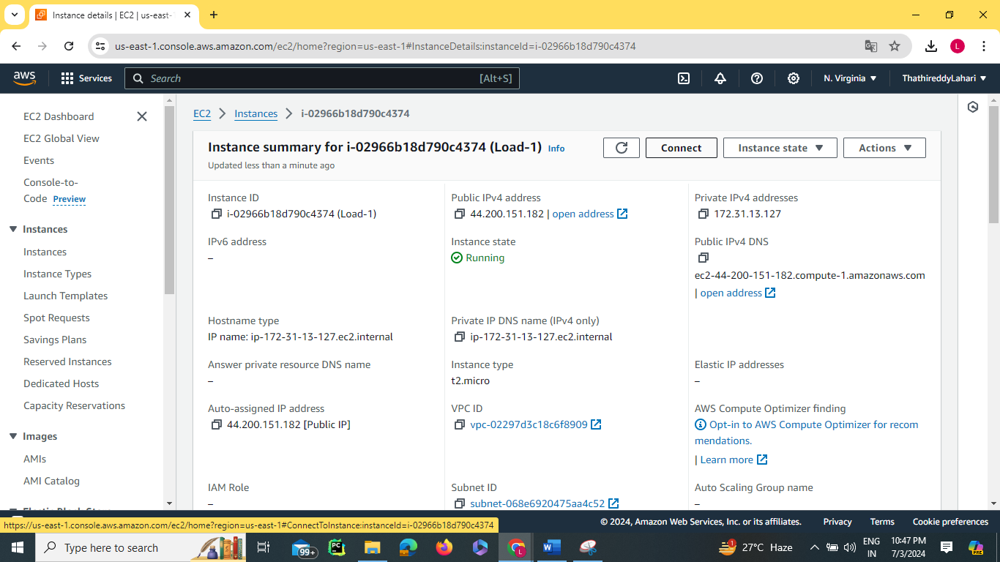 Instance details | EC2 | us-east-
us-east-1.console.aws.amazon.com/ec2/home?region=us-east-1#InstanceDetails:instanceId=i-02966b18d790c4374
L
aws
Services
Search
[Alt+S]
N. Virginia
ThathireddyLahari
EC2 Dashboard
EC2 Global View
Events
Console-to-
Code Preview
Instances
Instances
Instance Types
Launch Templates
Spot Requests
Savings Plans
Reserved Instances
Dedicated Hosts
Capacity Reservations
Images
AMIs
AMI Catalog
EC2
Instances
i-02966b18d790c4374
Instance summary for i-02966b18d790c4374 (Load-1) Info
Updated less than a minute ago
Connect
Instance state
Actions
Instance ID
i-02966b18d790c4374 (Load-1)
Public IPv4 address
44.200.151.182 | open address
Private IPv4 addresses
172.31.13.127
IPv6 address
–
Instance state
Running
Public IPv4 DNS
ec2-44-200-151-182.compute-1.amazonaws.com
| open address
Hostname type
IP name: ip-172-31-13-127.ec2.internal
Private IP DNS name (IPv4 only)
ip-172-31-13-127.ec2.internal
Answer private resource DNS name
–
Instance type
t2.micro
Elastic IP addresses
–
Auto-assigned IP address
44.200.151.182 [Public IP]
VPC ID
vpc-02297d3c18c6f8909
AWS Compute Optimizer finding
Opt-in to AWS Compute Optimizer for recom
mendations.
| Learn more
IAM Role
–
Subnet ID
subnet-068e6920475aa4c52
Auto Scaling Group name
–
https://us-east-1.console.aws.amazon.com/ec2/home?region=us-east-1#ConnectToInstance:instanceId=i-02966b18d790c4374
© 2024, Amazon Web Services, Inc. or its affiliates.
Privacy
Terms
Cookie preferences
Type here to search
99+
PC
L
27°C Haze
ENG
IN
10:47 PM
7/3/2024
PRE